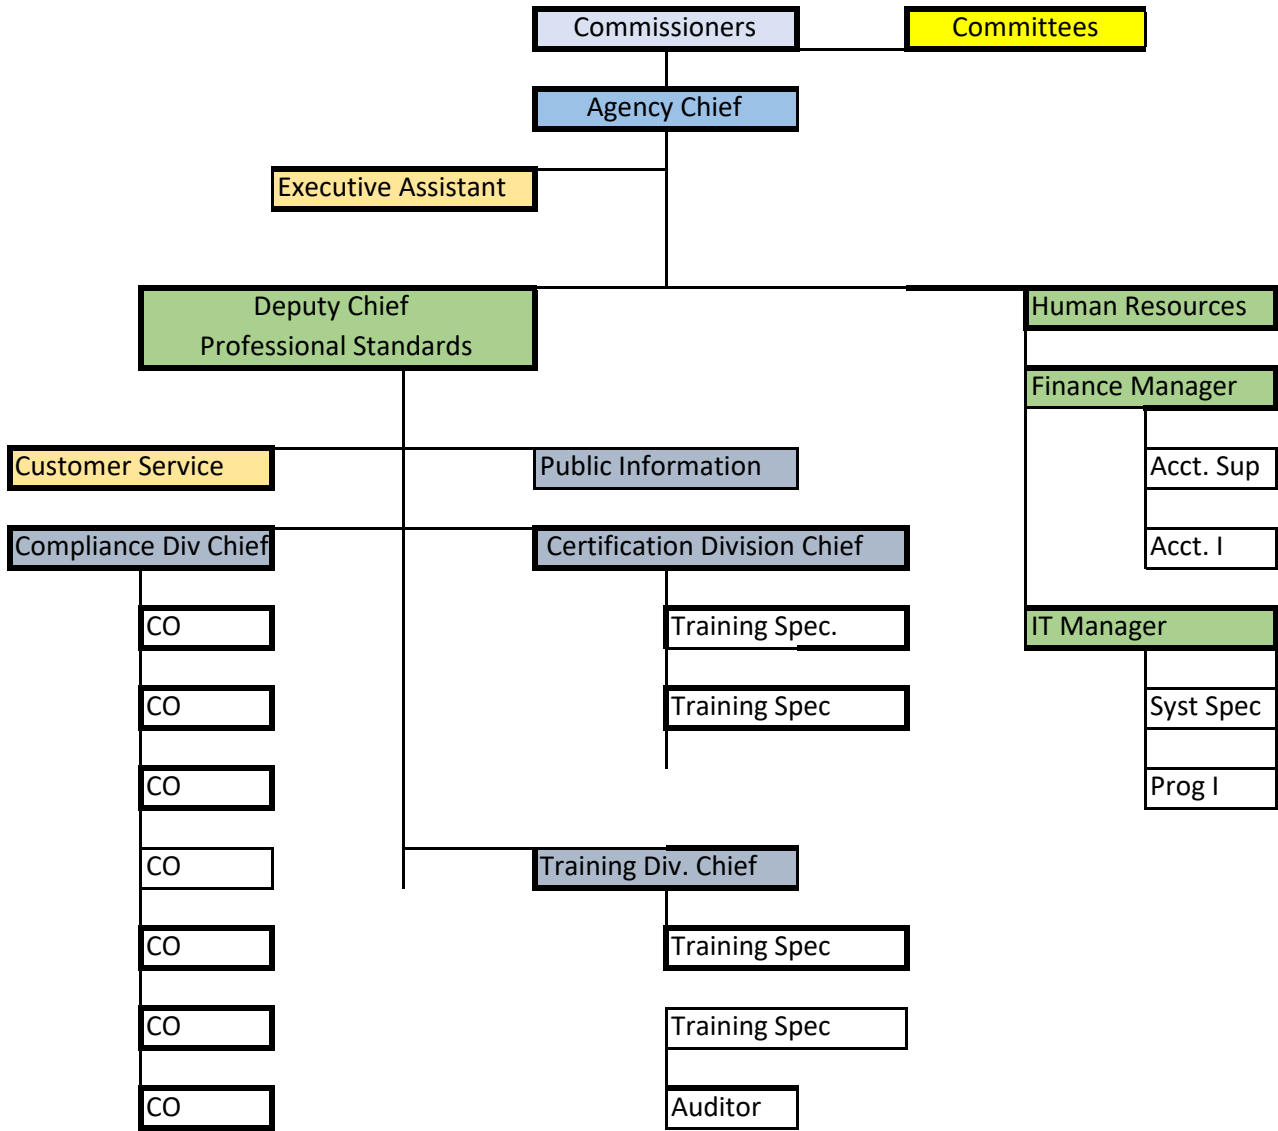 Commissioners
Committees
Agency Chief
Executive Assistant
Deputy Chief
Professional Standards
Human Resources
Finance Manager
Customer Service
Public Information
Acct. Sup
Compliance Div Chief
Certification Division Chief
Acct. I
CO
Training Spec.
IT Manager
CO
Training Spec
Syst Spec
CO
Prog I
CO
Training Div. Chief
CO
Training Spec
CO
Training Spec
CO
Auditor